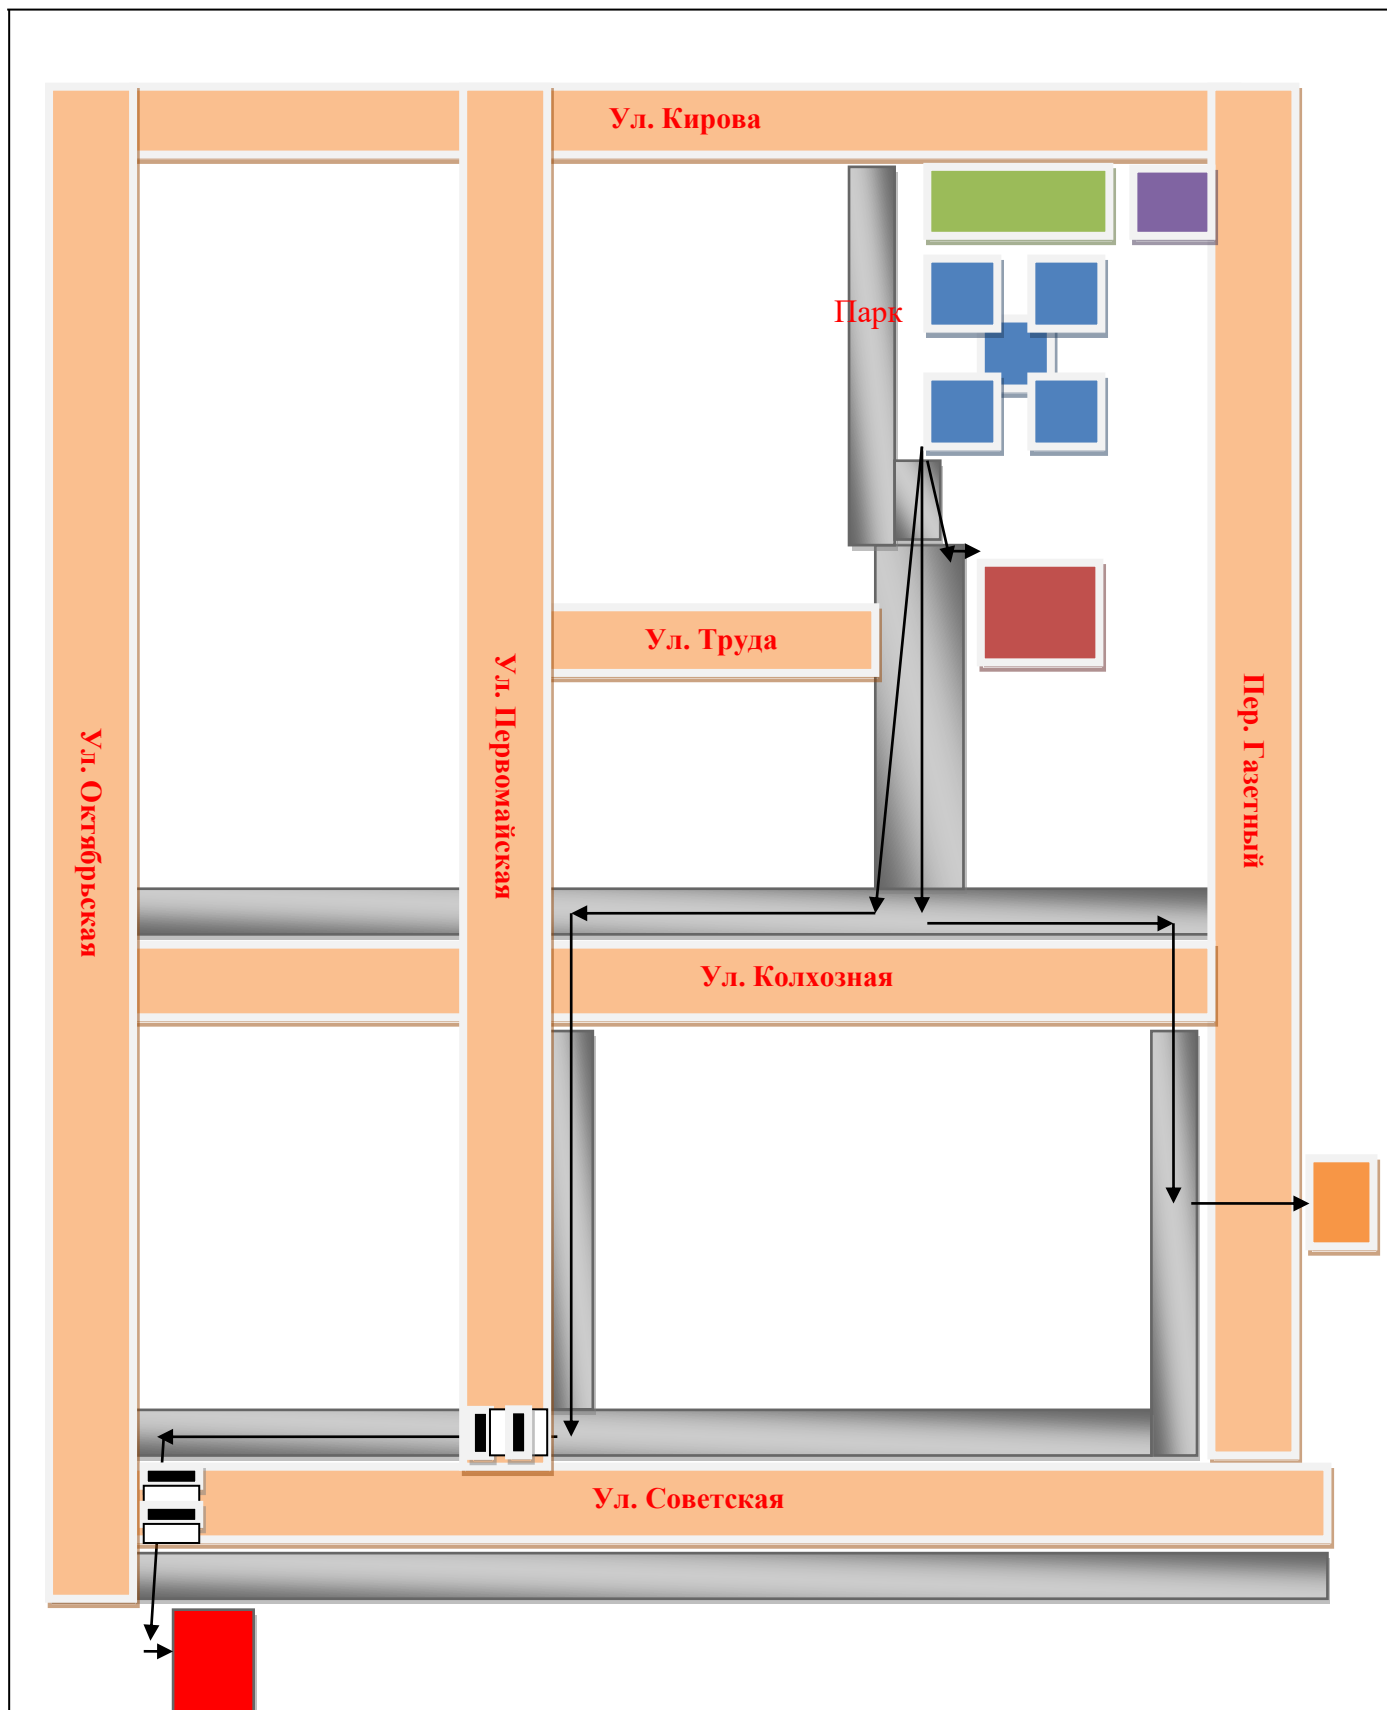 Ул. Кирова
Парк
Ул. Труда
Ул. Первомайская
Пер. Газетный
Ул. Октябрьская
Ул. Колхозная
Ул. Советская